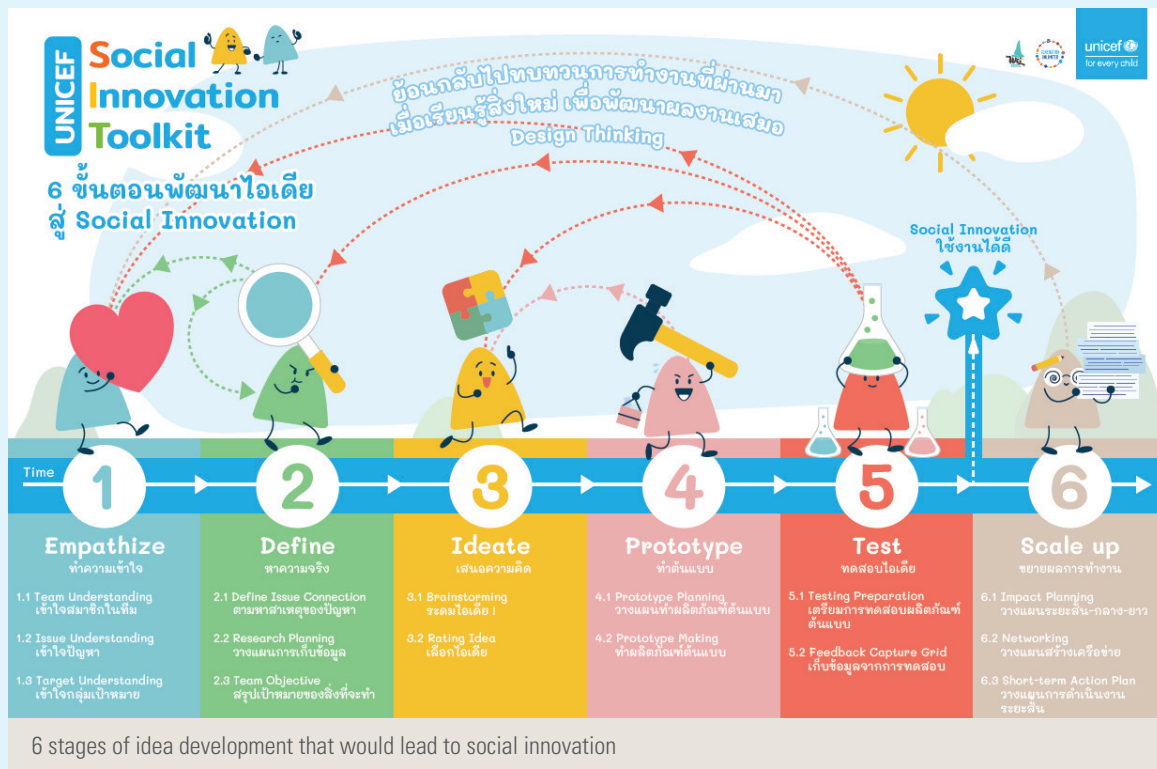 UNICEF
Social
Innovation
Toolkit
6 ขั้นตอนพัฒนาไอเดีย
สู่ Social Innovation
ย้อนกลับไปทบทวนการทำงานที่ผ่านมา
เมื่อเรียนรู้สิ่งใหม่ เพื่อพัฒนาผลงานเสมอ
Design Thinking
unicef
for every child
Social Innovation
ใช้งานได้ดี
Time
1
Empathize
ทำความเข้าใจ
1.1 Team Understanding
เข้าใจสมาชิกในทีม
1.2 Issue Understanding
เข้าใจปัญหา
1.3 Target Understanding
เข้าใจกลุ่มเป้าหมาย
2
Define
หาความจริง
2.1 Define Issue Connection
ตามหาสาเหตุของปัญหา
2.2 Research Planning
วางแผนการเก็บข้อมูล
2.3 Team Objective
สรุปเป้าหมายของสิ่งที่จะทำ
3
Ideate
เสนอความคิด
3.1 Brainstorming
ระดมไอเดีย !
3.2 Rating Idea
เลือกไอเดีย
4
Prototype
ทำต้นแบบ
4.1 Prototype Planning
วางแผนทำผลิตภัณฑ์ต้นแบบ
4.2 Prototype Making
ทำผลิตภัณฑ์ต้นแบบ
5
Test
ทดสอบไอเดีย
5.1 Testing Preparation
เตรียมการทดสอบผลิตภัณฑ์
ต้นแบบ
5.2 Feedback Capture Grid
เก็บข้อมูลจากการทดสอบ
6
Scale up
ขยายผลการทำงาน
6.1 Impact Planning
วางแผนระยะสั้น-กลาง-ยาว
6.2 Networking
วางแผนสร้างเครือข่าย
6.3 Short-term Action Plan
วางแผนการดำเนินงาน
ระยะสั้น
6 stages of idea development that would lead to social innovation